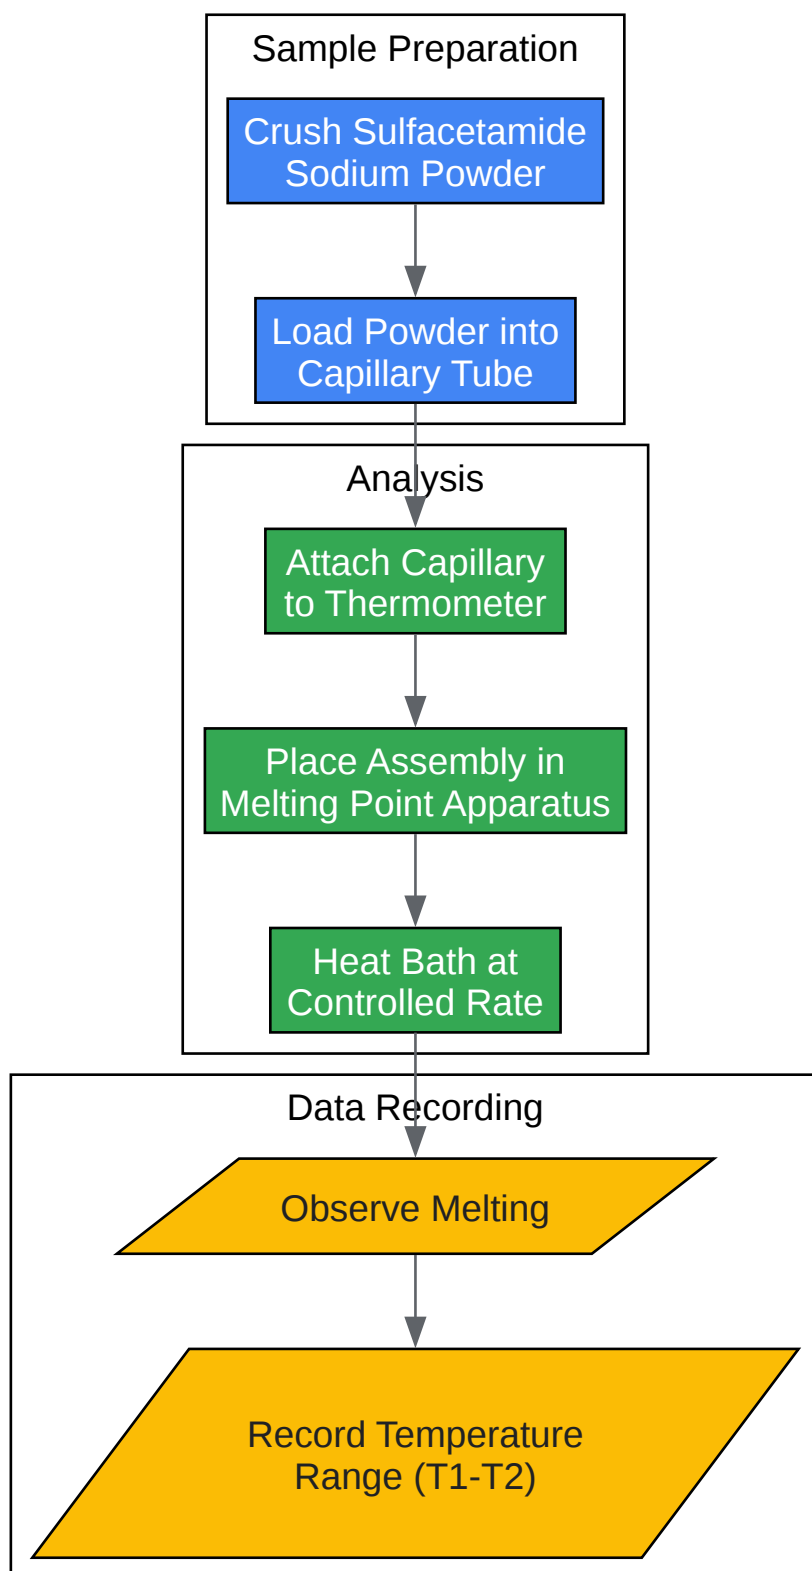 Sample Preparation
Crush Sulfacetamide
Sodium Powder
Load Powder into
Capillary Tube
Analysis
Attach Capillary
to Thermometer
Place Assembly in
Melting Point Apparatus
Heat Bath at
Controlled Rate
Data Recording
Observe Melting
Record Temperature
Range (T1-T2)